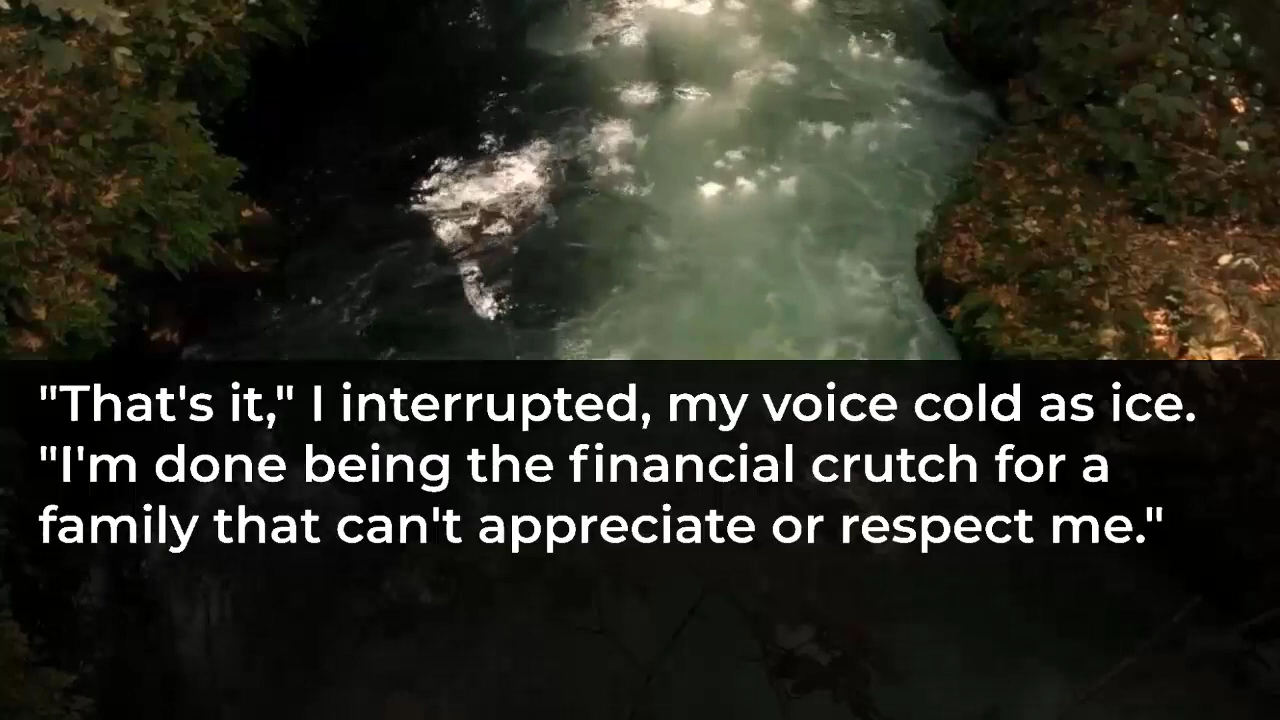 "That's it," I interrupted, my voice cold as ice.
"I'm done being the financial crutch for a
family that can't appreciate or respect me."